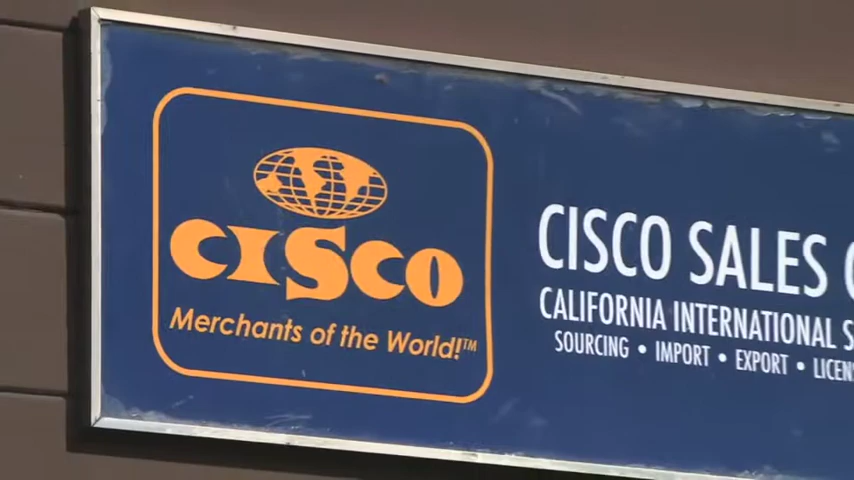 CISCO
Merchants of the World!™
CISCO SALES
CALIFORNIA INTERNATIONAL
SOURCING • IMPORT • EXPORT •